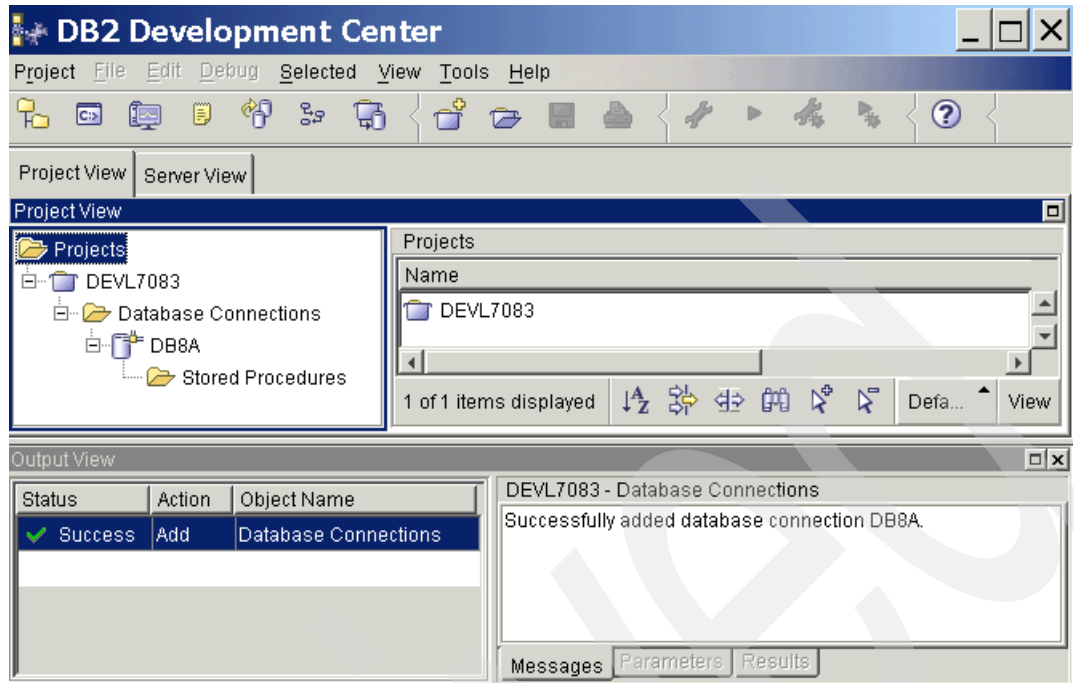 DB2 Development Center
Project File Edit Debug Selected View Tools Help
C:\>
?
Project View Server View
Project View
Projects
DEVL7083
Database Connections
DB8A
Stored Procedures
Projects
Name
DEVL7083
1 of 1 items displayed
A
Z
Defa...
View
Output View
Status Action Object Name
Success Add Database Connections
DEVL7083 - Database Connections
Successfully added database connection DB8A.
Messages Parameters Results